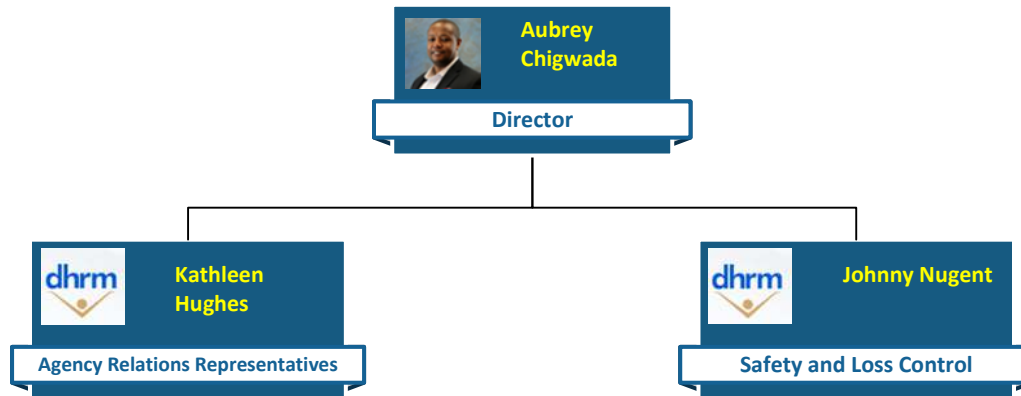 Aubrey
Chigwada
Director
dhrm
Kathleen
Hughes
Agency Relations Representatives
dhrm
Johnny Nugent
Safety and Loss Control